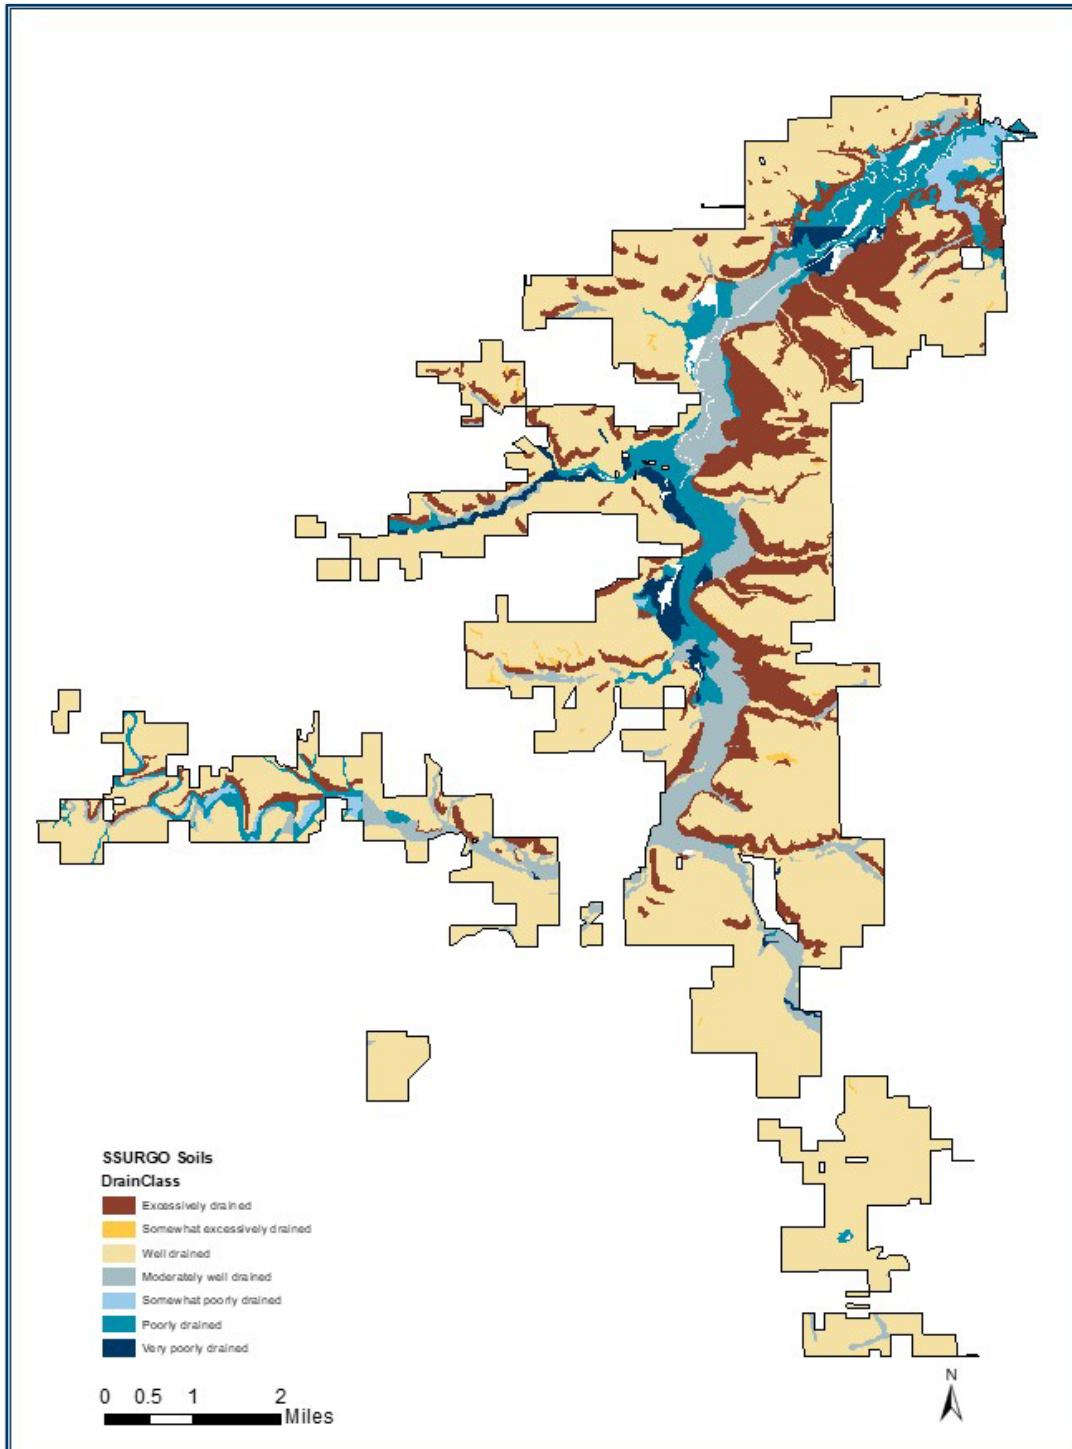 SSURGO Soils
DrainClass
Excessively drained
Somewhat excessively drained
Well drained
Moderately well drained
Somewhat poorly drained
Poorly drained
Very poorly drained
0 0.5 1 2
Miles
N